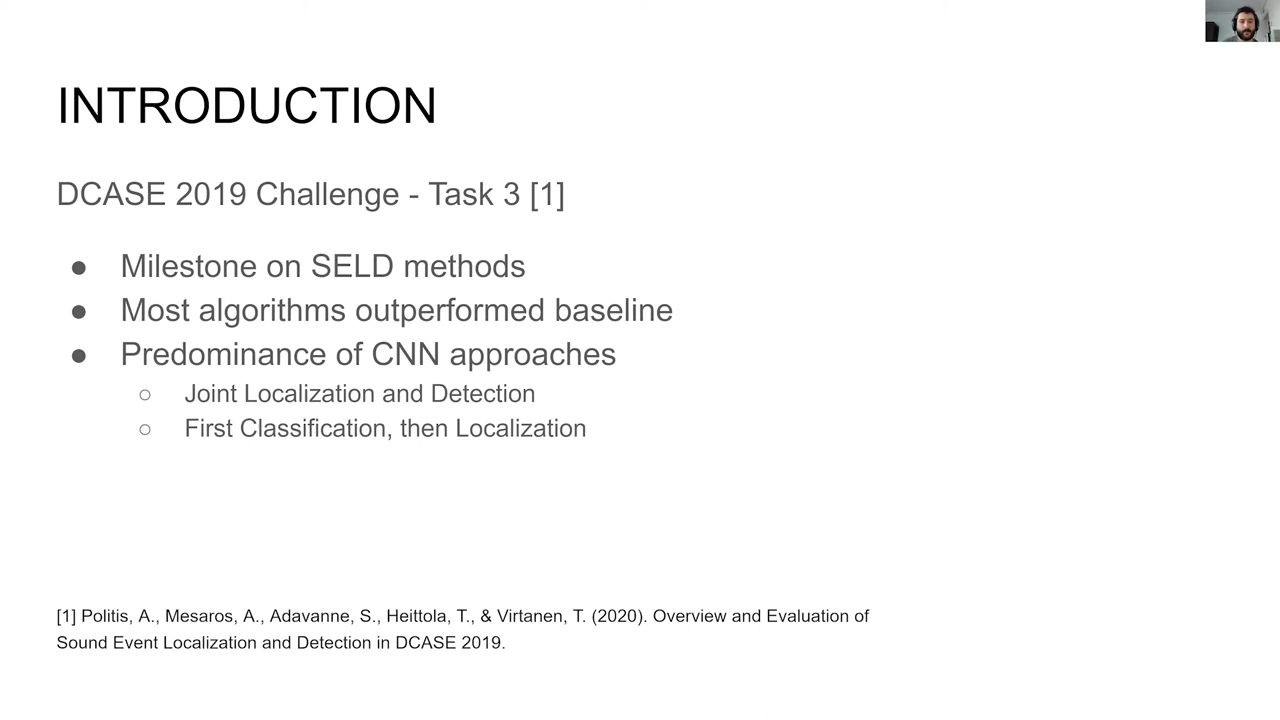 INTRODUCTION
DCASE 2019 Challenge - Task 3 [1]
● Milestone on SELD methods
● Most algorithms outperformed baseline
● Predominance of CNN approaches
○ Joint Localization and Detection
○ First Classification, then Localization
[1] Politis, A., Mesaros, A., Adavanne, S., Heittola, T., & Virtanen, T. (2020). Overview and Evaluation of
Sound Event Localization and Detection in DCASE 2019.